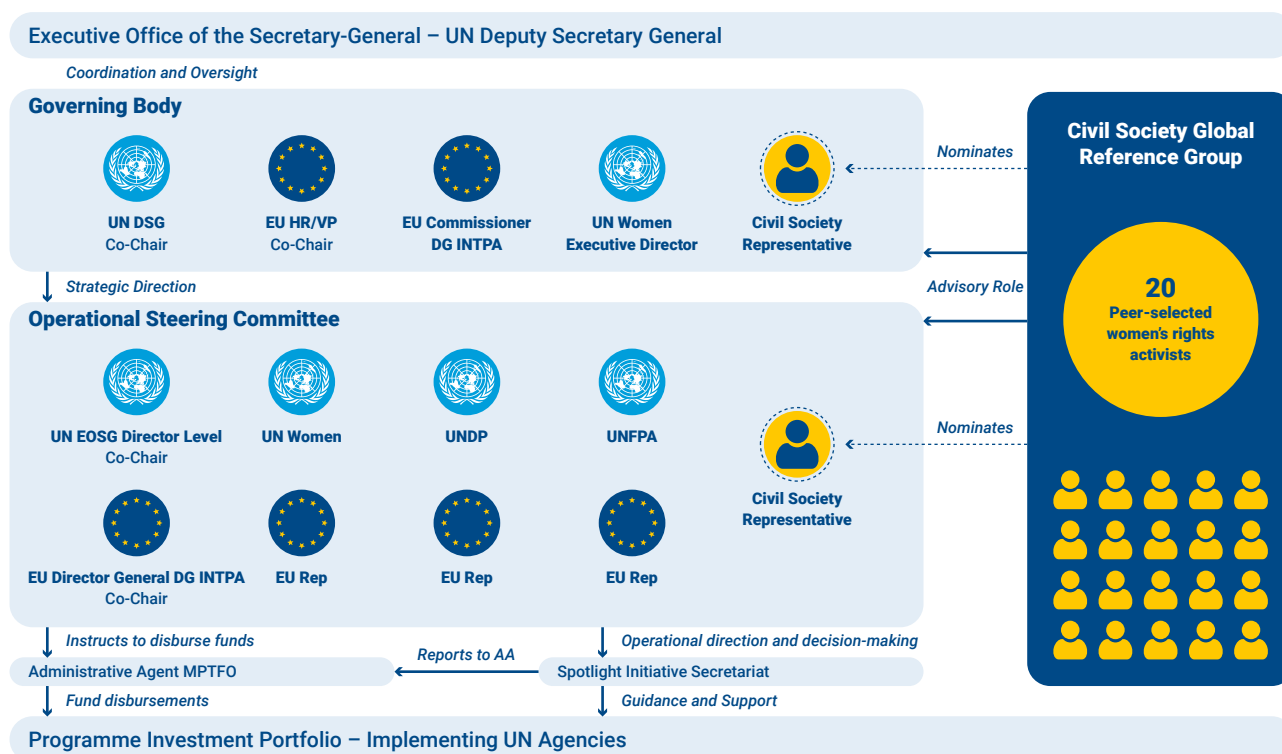 Executive Office of the Secretary-General – UN Deputy Secretary General
Coordination and Oversight
Governing Body
UN DSG
Co-Chair
EU HR/VP
Co-Chair
EU Commissioner
DG INTPA
UN Women
Executive Director
Civil Society
Representative
Nominates
Civil Society Global
Reference Group
Strategic Direction
Advisory Role
20
Peer-selected
women's rights
activists
Operational Steering Committee
UN EOSG Director Level
Co-Chair
UN Women
UNDP
UNFPA
Nominates
Civil Society
Representative
EU Director General DG INTPA
Co-Chair
EU Rep
EU Rep
EU Rep
Instructs to disburse funds
Operational direction and decision-making
Administrative Agent MPTFO
Reports to AA
Spotlight Initiative Secretariat
Fund disbursements
Guidance and Support
Programme Investment Portfolio – Implementing UN Agencies